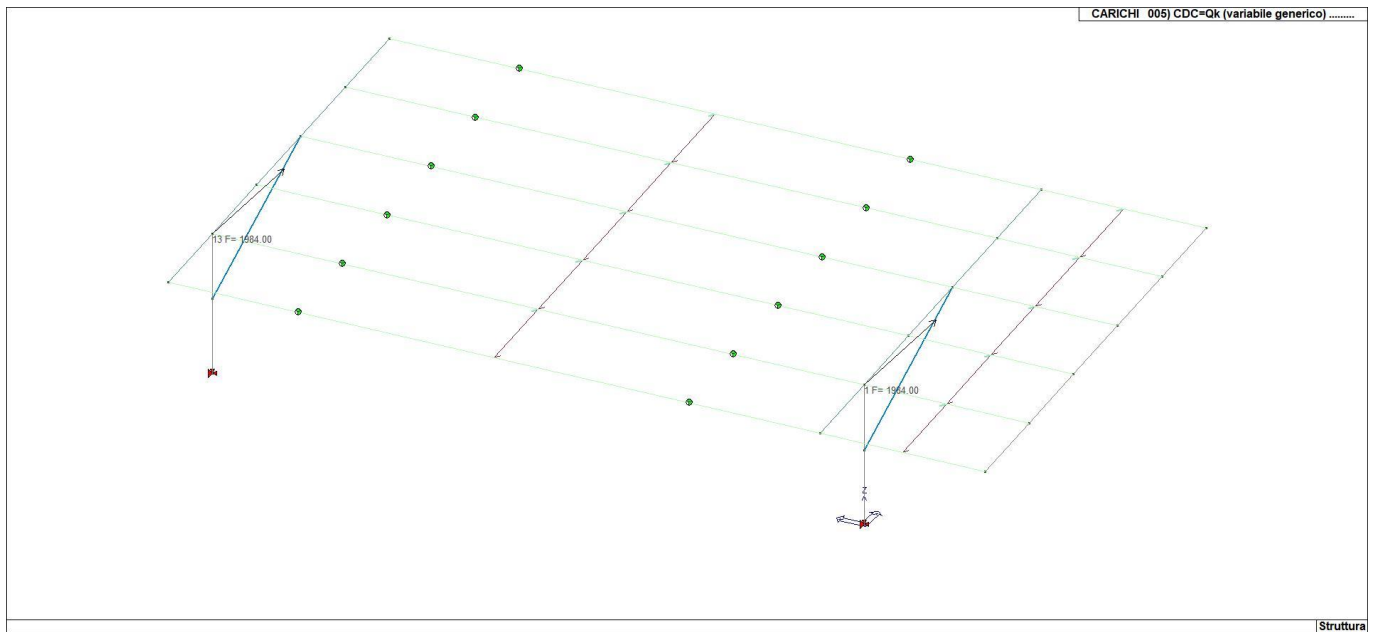 CARICHI 005) CDC=Qk (variabile generico) .........
13 F= 1984.00
1 F= 1984.00
Z
Struttura